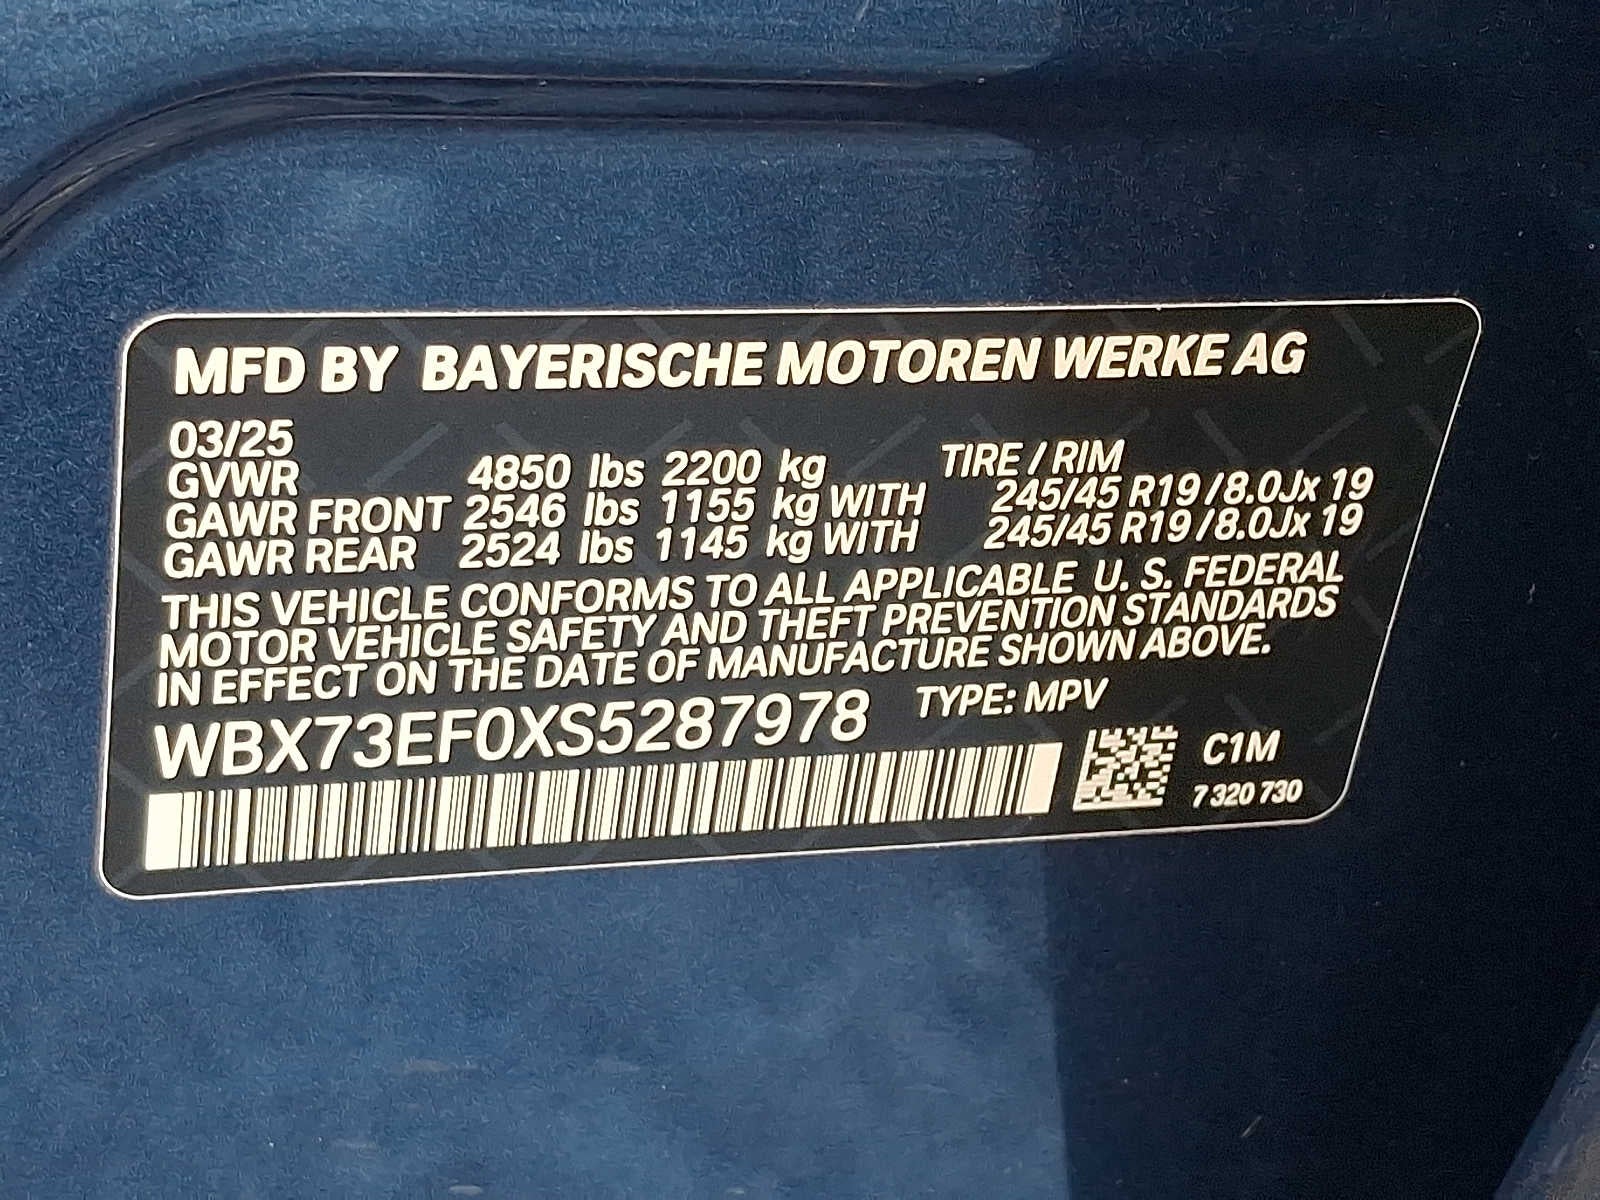 MFD BY BAYERISCHE MOTOREN WERKE AG
03/25
GVWR 4850 lbs 2200 kg TIRE / RIM
GAWR FRONT 2546 lbs 1155 kg WITH 245/45 R19 / 8.0Jx 19
GAWR REAR 2524 lbs 1145 kg WITH 245/45 R19 / 8.0Jx 19
THIS VEHICLE CONFORMS TO ALL APPLICABLE U. S. FEDERAL
MOTOR VEHICLE SAFETY AND THEFT PREVENTION STANDARDS
IN EFFECT ON THE DATE OF MANUFACTURE SHOWN ABOVE.
WBX73EF0XS5287978 TYPE: MPV
C1M
7 320 730